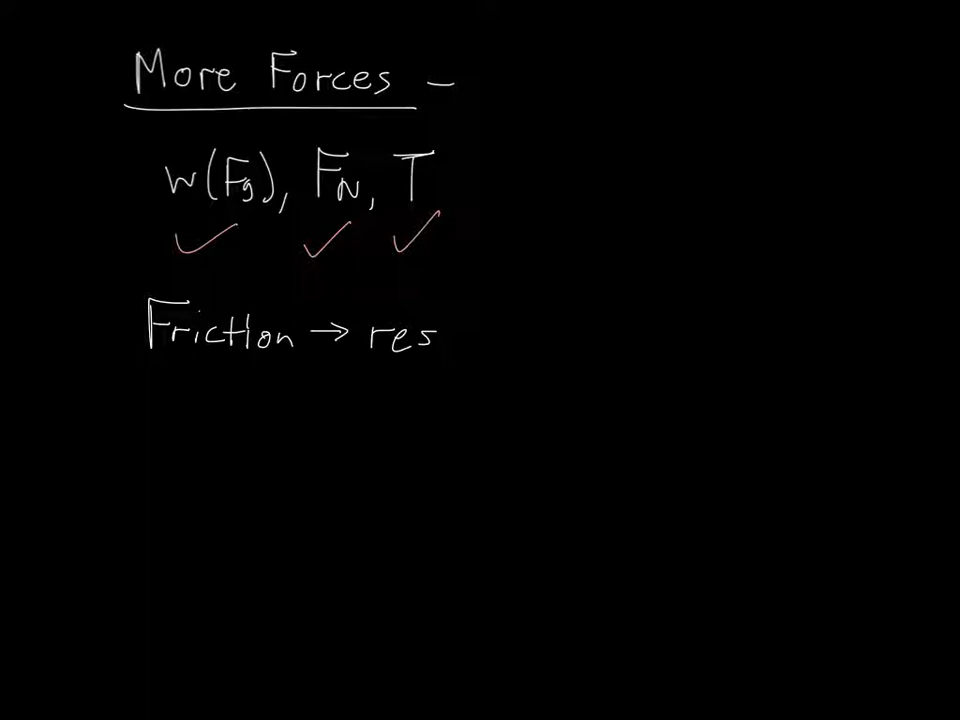 More Forces -
w(Fg), FN, T
Friction → res